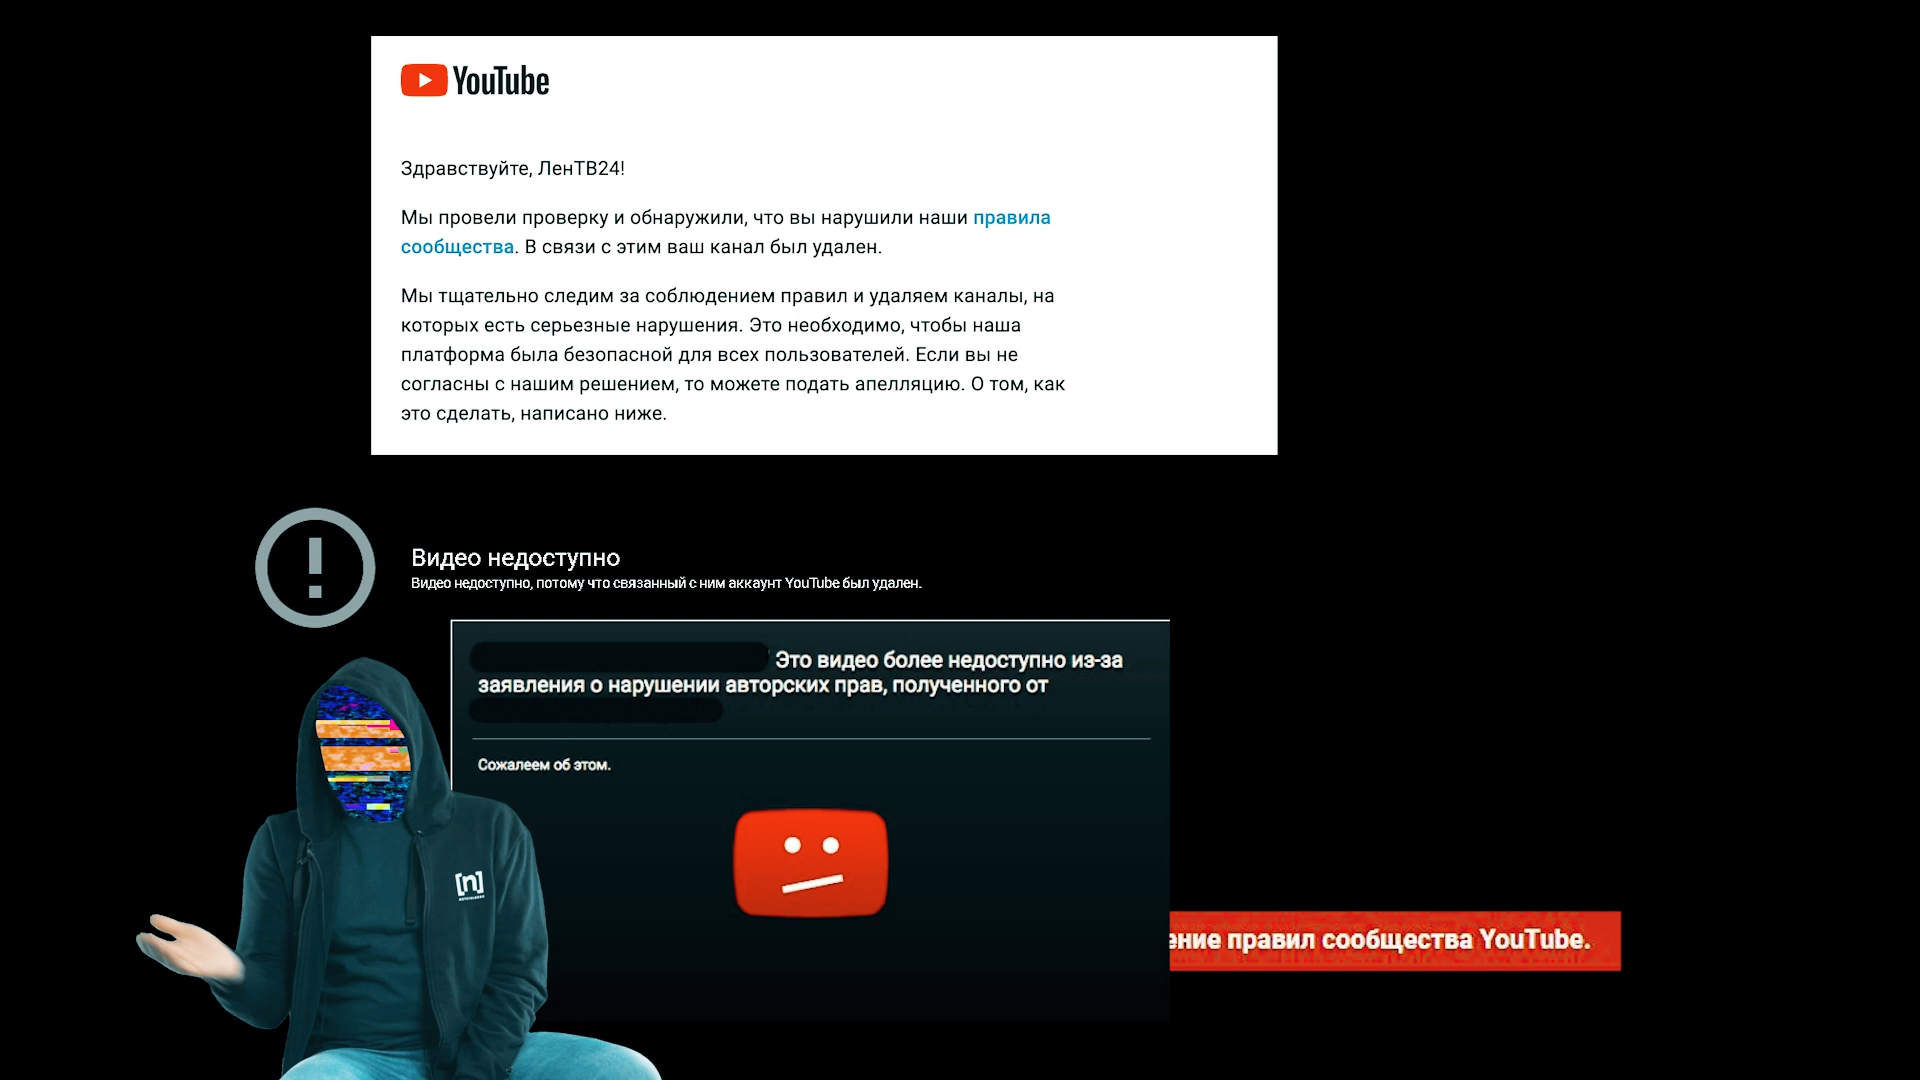 YouTube
Здравствуйте, ЛенТВ24!
Мы провели проверку и обнаружили, что вы нарушили наши правила
сообщества. В связи с этим ваш канал был удален.
Мы тщательно следим за соблюдением правил и удаляем каналы, на
которых есть серьезные нарушения. Это необходимо, чтобы наша
платформа была безопасной для всех пользователей. Если вы не
согласны с нашим решением, то можете подать апелляцию. О том, как
это сделать, написано ниже.
Видео недоступно
Видео недоступно, потому что связанный с ним аккаунт YouTube был удален.
Это видео более недоступно из-за
заявления о нарушении авторских прав, полученного от
Сожалеем об этом.
[n]
ение правил сообщества YouTube.